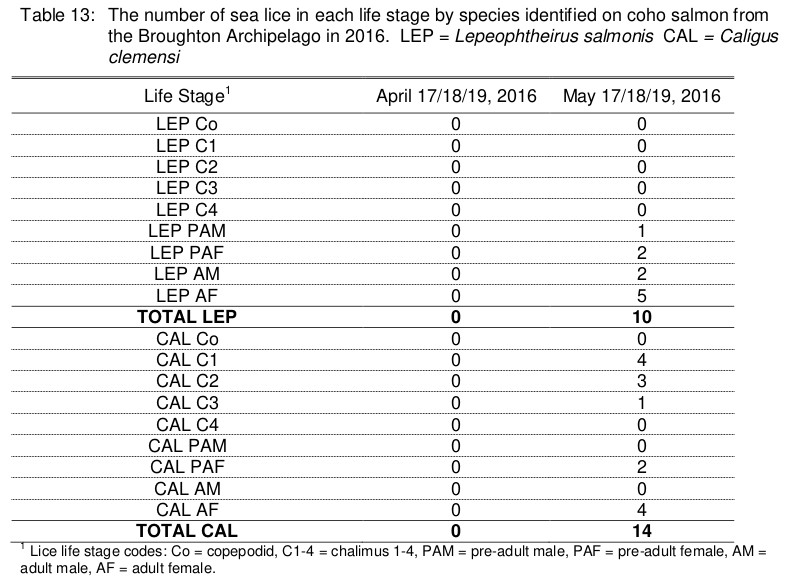 Table 13: The number of sea lice in each life stage by species identified on coho salmon from
the Broughton Archipelago in 2016. LEP = Lepeophtheirus salmonis CAL = Caligus
clemensi
Life Stage1 April 17/18/19, 2016 May 17/18/19, 2016
LEP Co 0 0
LEP C1 0 0
LEP C2 0 0
LEP C3 0 0
LEP C4 0 0
LEP PAM 0 1
LEP PAF 0 2
LEP AM 0 2
LEP AF 0 5
TOTAL LEP 0 10
CAL Co 0 0
CAL C1 0 4
CAL C2 0 3
CAL C3 0 1
CAL C4 0 0
CAL PAM 0 0
CAL PAF 0 2
CAL AM 0 0
CAL AF 0 4
TOTAL CAL 0 14
1 Lice life stage codes: Co = copepodid, C1-4 = chalimus 1-4, PAM = pre-adult male, PAF = pre-adult female, AM =
adult male, AF = adult female.